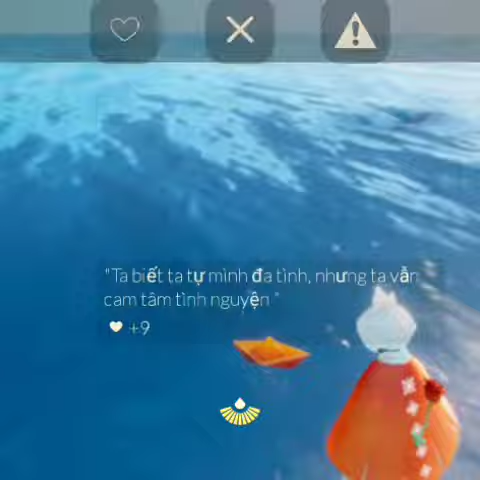 "Ta biết ta tự mình đa tình, nhưng ta vẫn
cam tâm tình nguyện "
+9